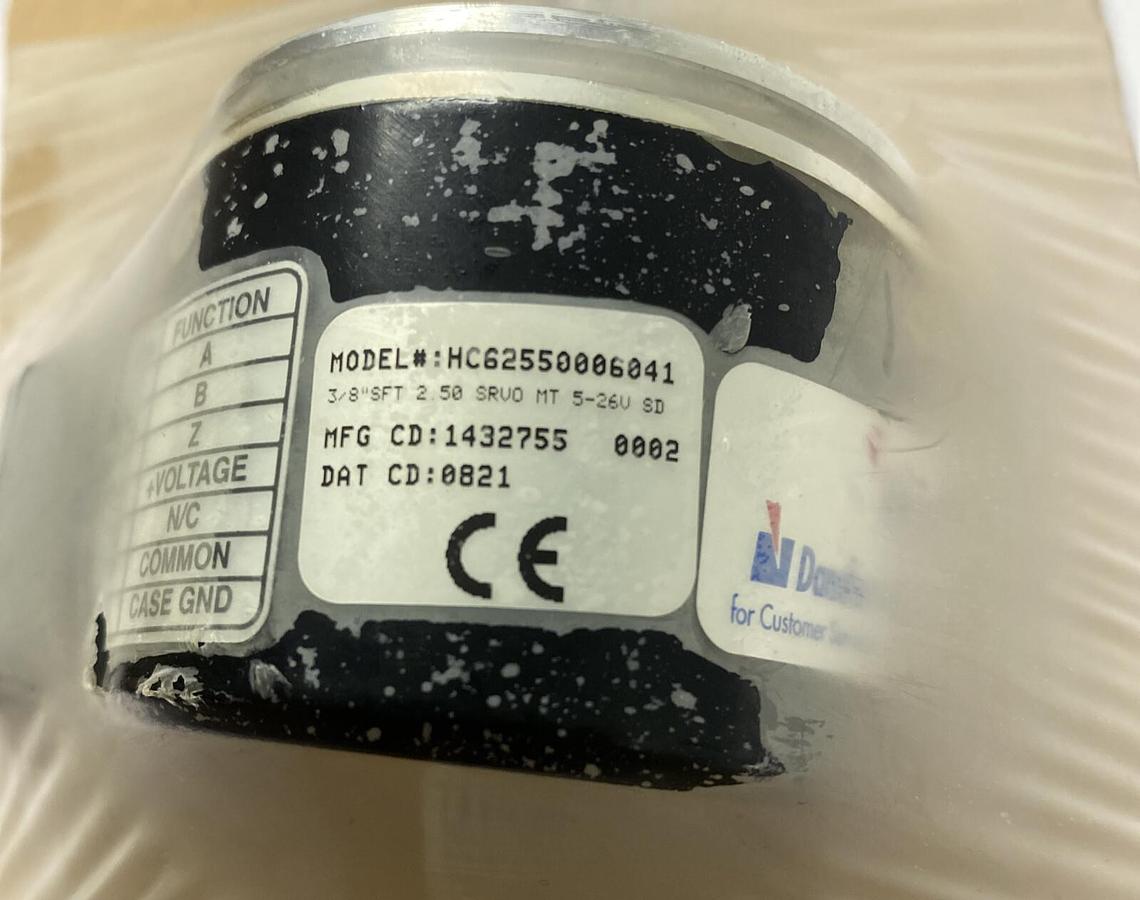 FUNCTION
A
B
Z
+VOLTAGE
N/C
COMMON
CASE GND
MODEL#:HC62550006041
3/8"SFT 2.50 SRVO MT 5-26V SD
MFG CD:1432755 0002
DAT CD:0821
CE
for Customer